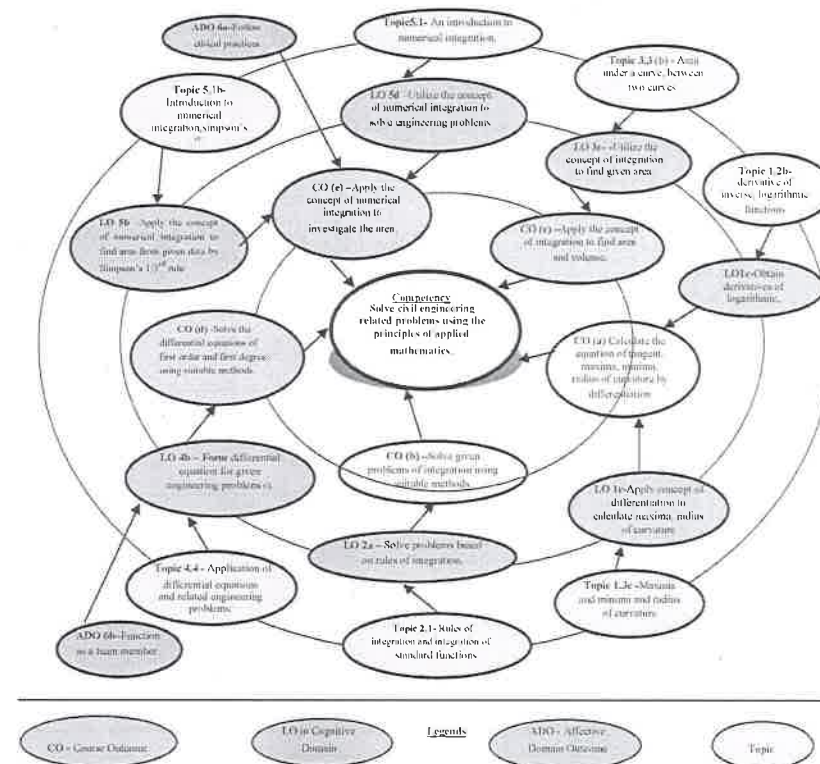 ADO 6a-Follow
ethical practices
Topic5.1- An introduction to
numerical integration.
Topic 3.3 (b) - Area
under a curve, between
two curves
Topic 5.1b-
Introduction to
numerical
integration,simpson's
LO 5d -Utilize the concept
of numerical integration to
solve engineering problems
LO 3e- -Utilize the
concept of integration
to find given area
Topic 1.2b-
derivative of
inverse, logarithmic
functions
CO (e) -Apply the
concept of numerical
integration to
investigate the area
LO 5b -Apply the concept
of numerical integration to
find area from given data by
Simpson's 1/3rd rule
CO (c) -Apply the concept
of integration to find area
and volume.
LO1c-Obtain
derivatives of
logarithmic,
Competency
Solve civil engineering
related problems using the
principles of applied
mathematics.
CO (d) -Solve the
differential equations of
first order and first degree
using suitable methods.
CO (a) Calculate the
equation of tangent,
maxima, minima,
radius of curvature by
differentiation
CO (b) -Solve given
problems of integration using
suitable methods.
LO 4b - Form differential
equation for given
engineering problems
LO 1e-Apply concept of
differentiation to
calculate maxima, radius
of curvature
LO 2a - Solve problems based
on rules of integration.
Topic 4.4 - Application of
differential equations
and related engineering
problems.
Topic 1.3c -Maxima
and minima and radius
of curvature
Topic 2.1- Rules of
integration and integration of
standard functions
ADO 6b-Function
as a team member
Legends
CO - Course Outcome
LO in Cognitive
Domain
ADO - Affective
Domain Outcome
Topic